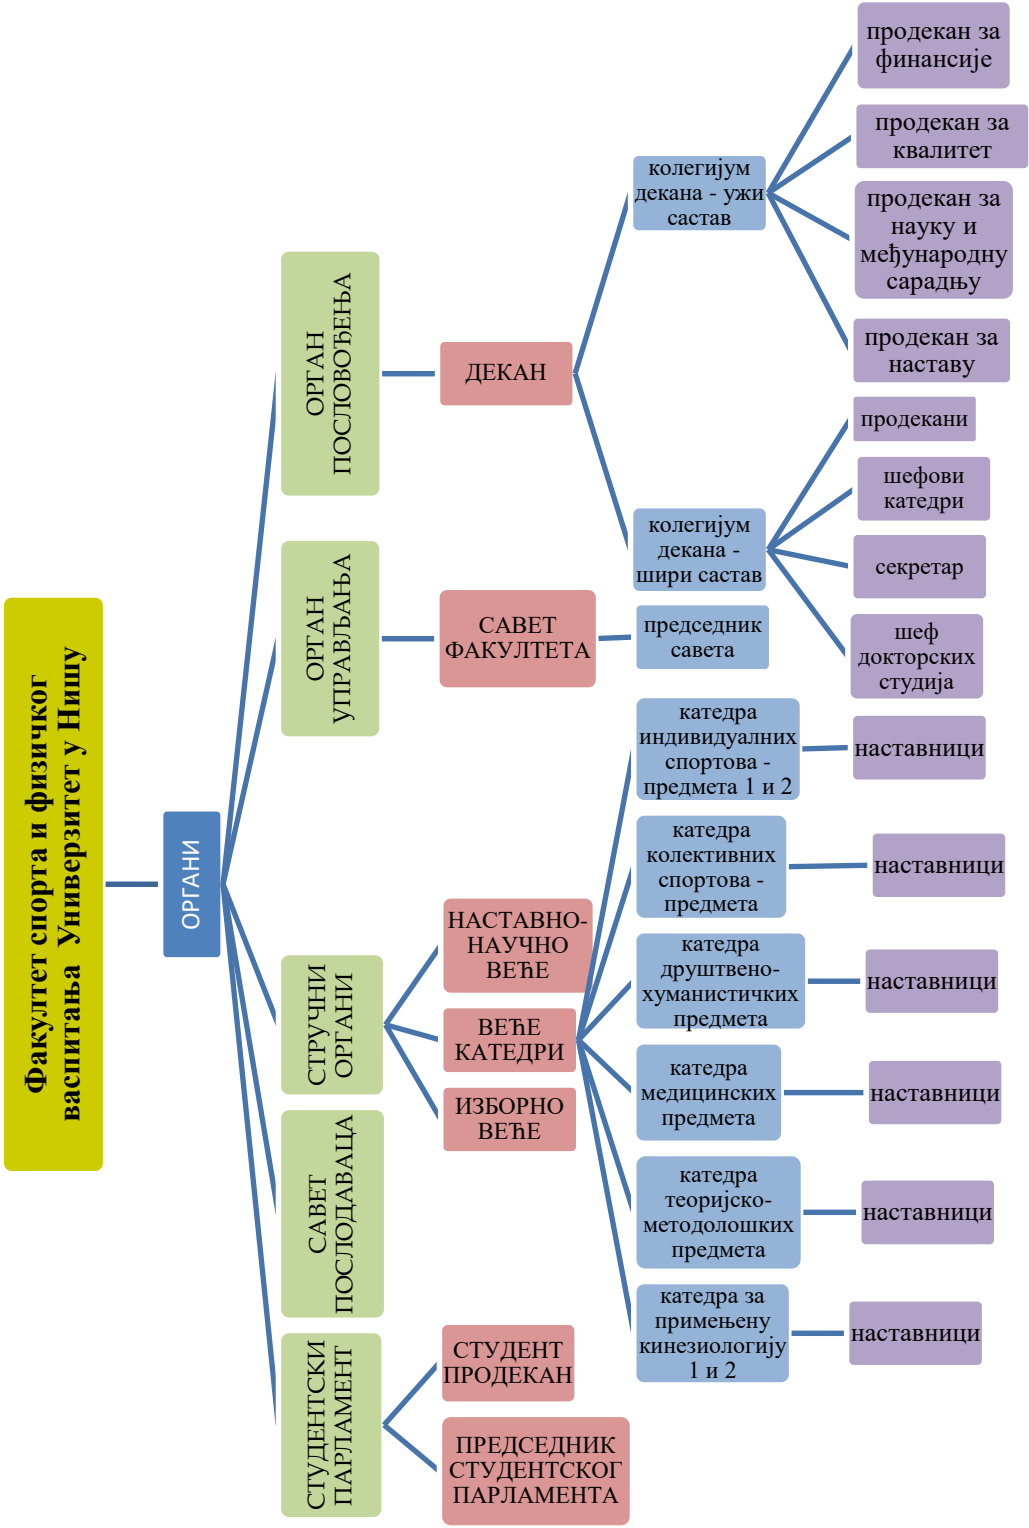 Факултет спорта и физичког
васпитања Универзитет у Нишу
ОРГАНИ
ОРГАН
ПОСЛОВОЂЕЊА
ДЕКАН
колегијум
декана - ужи
састав
продекан за
финансије
продекан за
квалитет
продекан за
науку и
међународну
сарадњу
продекан за
наставу
колегијум
декана -
шири састав
продекани
шефови
катедри
секретар
шеф
докторских
студија
ОРГАН
УПРАВЉАЊА
САВЕТ
ФАКУЛТЕТА
председник
савета
СТРУЧНИ
ОРГАНИ
НАСТАВНО-
НАУЧНО
ВЕЋЕ
ВЕЋЕ
КАТЕДРИ
катедра
индивидуалних
спортова -
предмета 1 и 2
наставници
катедра
колективних
спортова -
предмета
наставници
катедра
друштвено-
хуманистичких
предмета
наставници
катедра
медицинских
предмета
наставници
катедра
теоријско-
методолошких
предмета
наставници
катедра за
примењену
кинезиологију
1 и 2
наставници
ИЗБОРНО
ВЕЋЕ
САВЕТ
ПОСЛОДАВАЦА
СТУДЕНТСКИ
ПАРЛАМЕНТ
СТУДЕНТ
ПРОДЕКАН
ПРЕДСЕДНИК
СТУДЕНТСКОГ
ПАРЛАМЕНТА